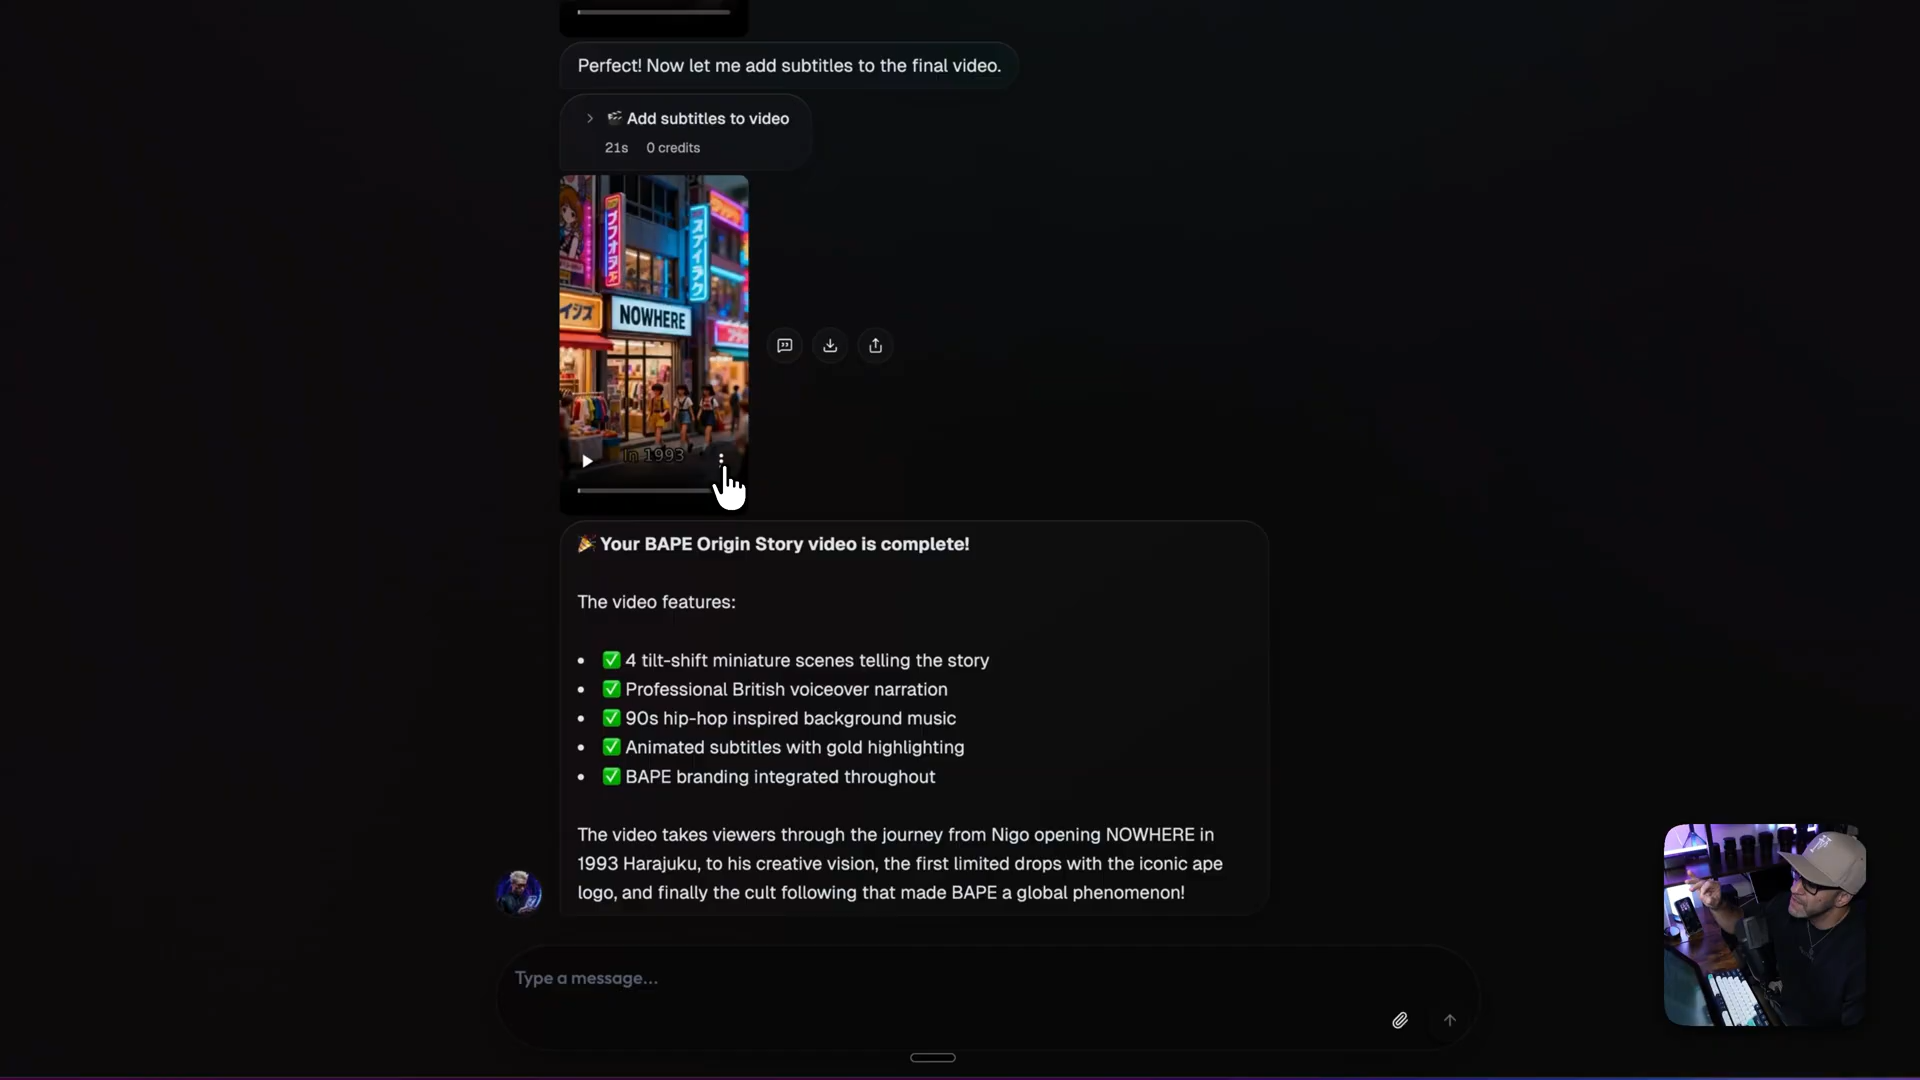 Perfect! Now let me add subtitles to the final video.
Add subtitles to video
21s 0 credits
NOWHERE
In 1993
🎉 Your BAPE Origin Story video is complete!
The video features:
• ✅ 4 tilt-shift miniature scenes telling the story
• ✅ Professional British voiceover narration
• ✅ 90s hip-hop inspired background music
• ✅ Animated subtitles with gold highlighting
• ✅ BAPE branding integrated throughout
The video takes viewers through the journey from Nigo opening NOWHERE in
1993 Harajuku, to his creative vision, the first limited drops with the iconic ape
logo, and finally the cult following that made BAPE a global phenomenon!
Type a message...